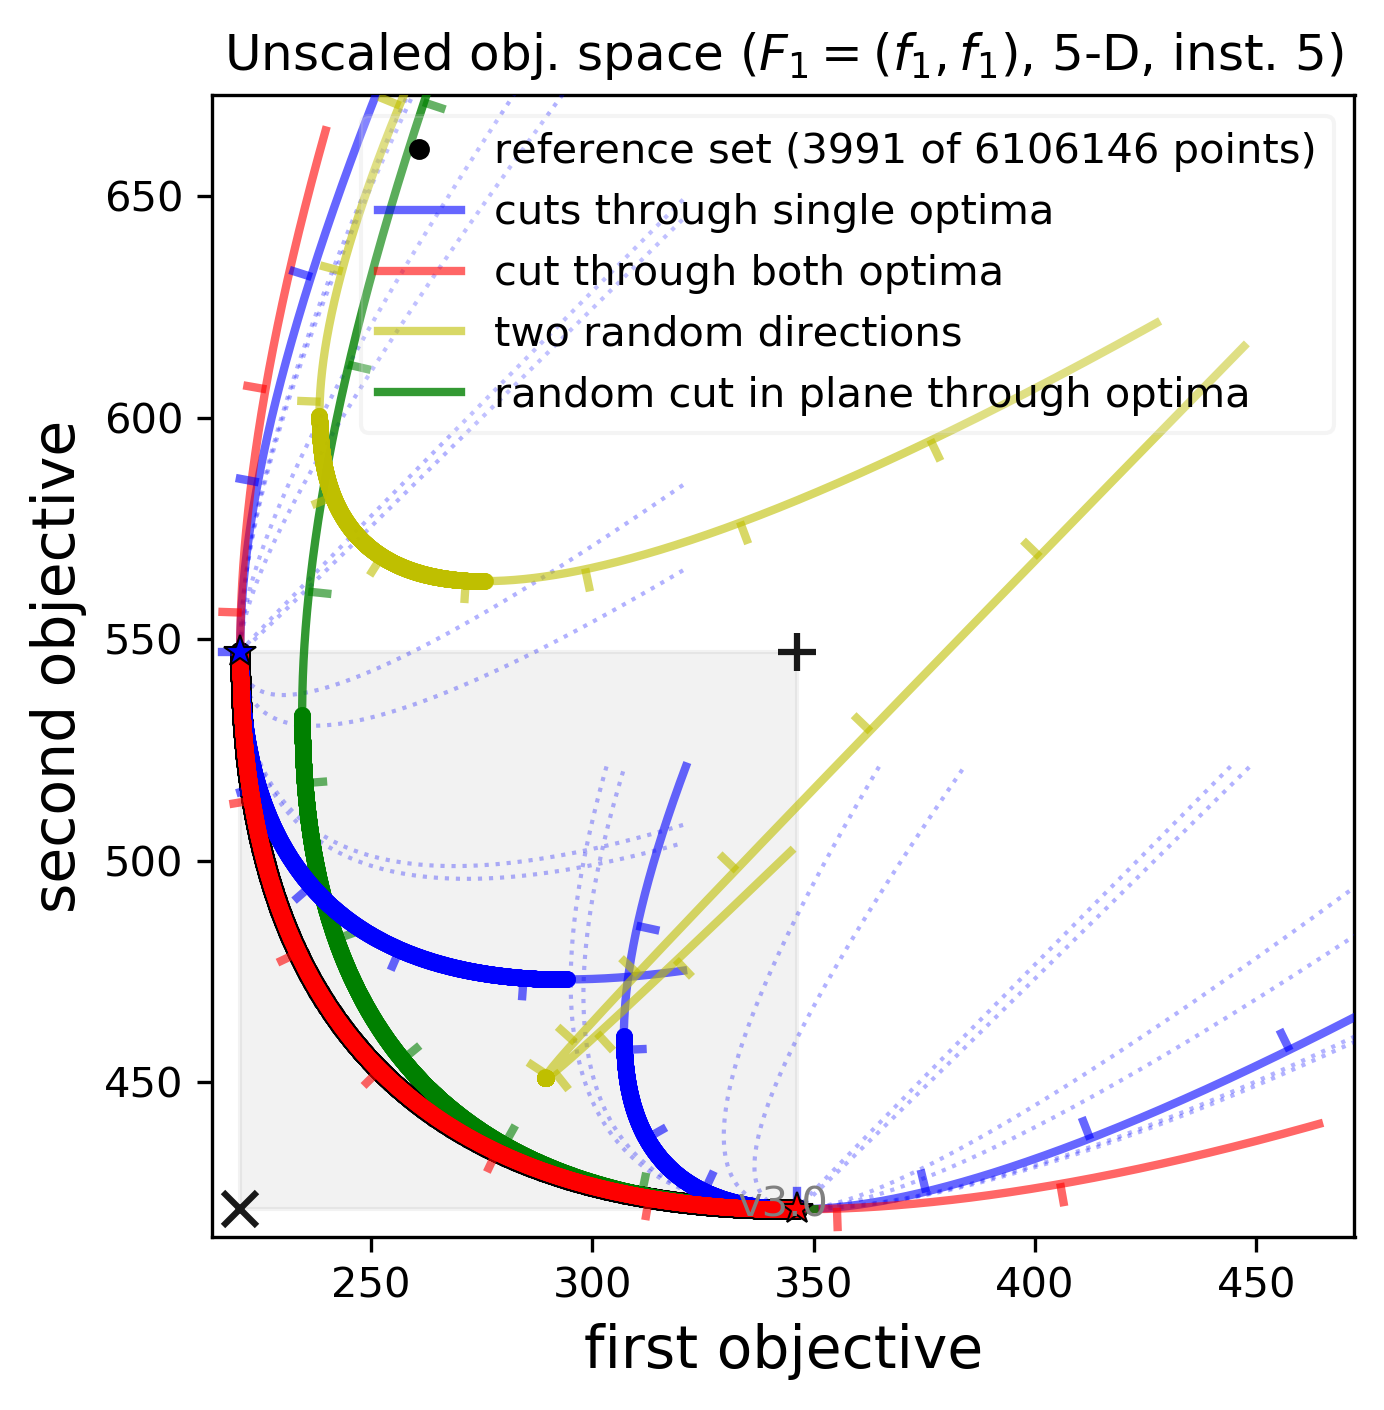 Unscaled obj. space (F₁ = (f₁, f₁), 5-D, inst. 5)
reference set (3991 of 6106146 points)
cuts through single optima
cut through both optima
two random directions
random cut in plane through optima
second objective
650
600
550
500
450
v3.0
250 300 350 400 450
first objective